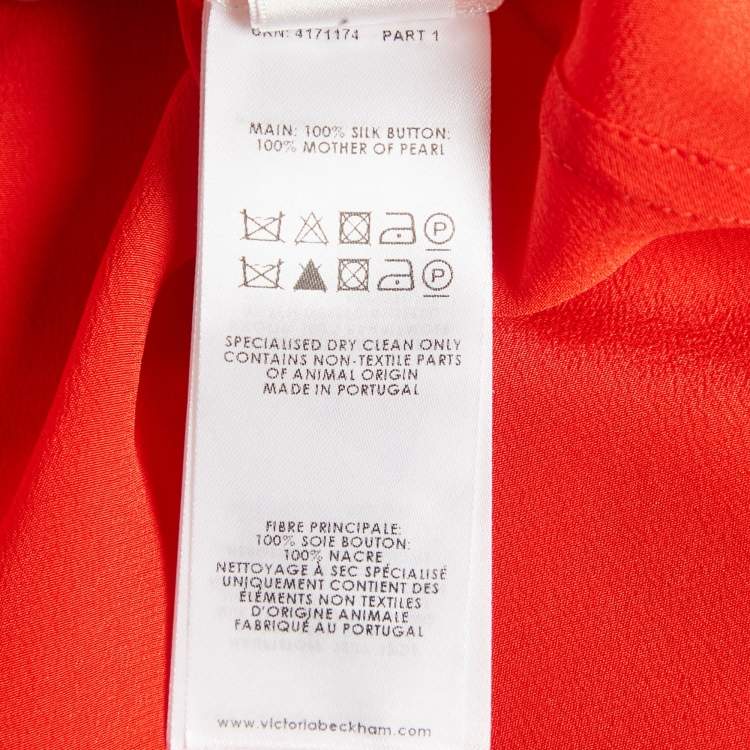 4171174 PART 1
MAIN: 100% SILK BUTTON:
100% MOTHER OF PEARL
P
P
SPECIALISED DRY CLEAN ONLY
CONTAINS NON-TEXTILE PARTS
OF ANIMAL ORIGIN
MADE IN PORTUGAL
FIBRE PRINCIPALE:
100% SOIE BOUTON:
100% NACRE
NETTOYAGE À SEC SPÉCIALISÉ
UNIQUEMENT CONTIENT DES
ÉLÉMENTS NON TEXTILES
D'ORIGINE ANIMALE
FABRIQUÉ AU PORTUGAL
www.victoriabeckham.com